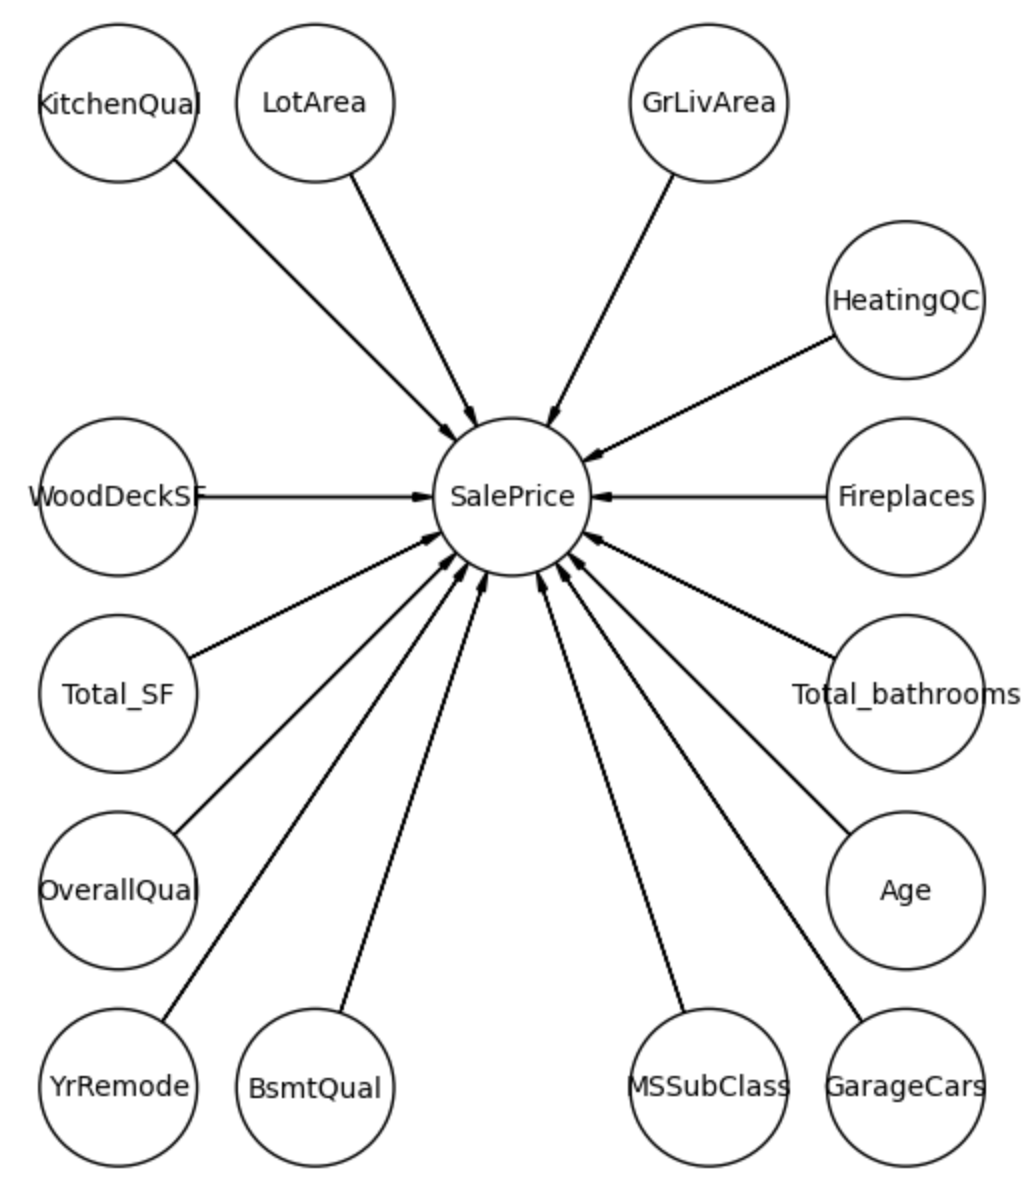 KitchenQual
LotArea
GrLivArea
HeatingQC
WoodDeckSF
SalePrice
Fireplaces
Total_SF
Total_bathrooms
OverallQual
Age
YrRemode
BsmtQual
MSSubClass
GarageCars